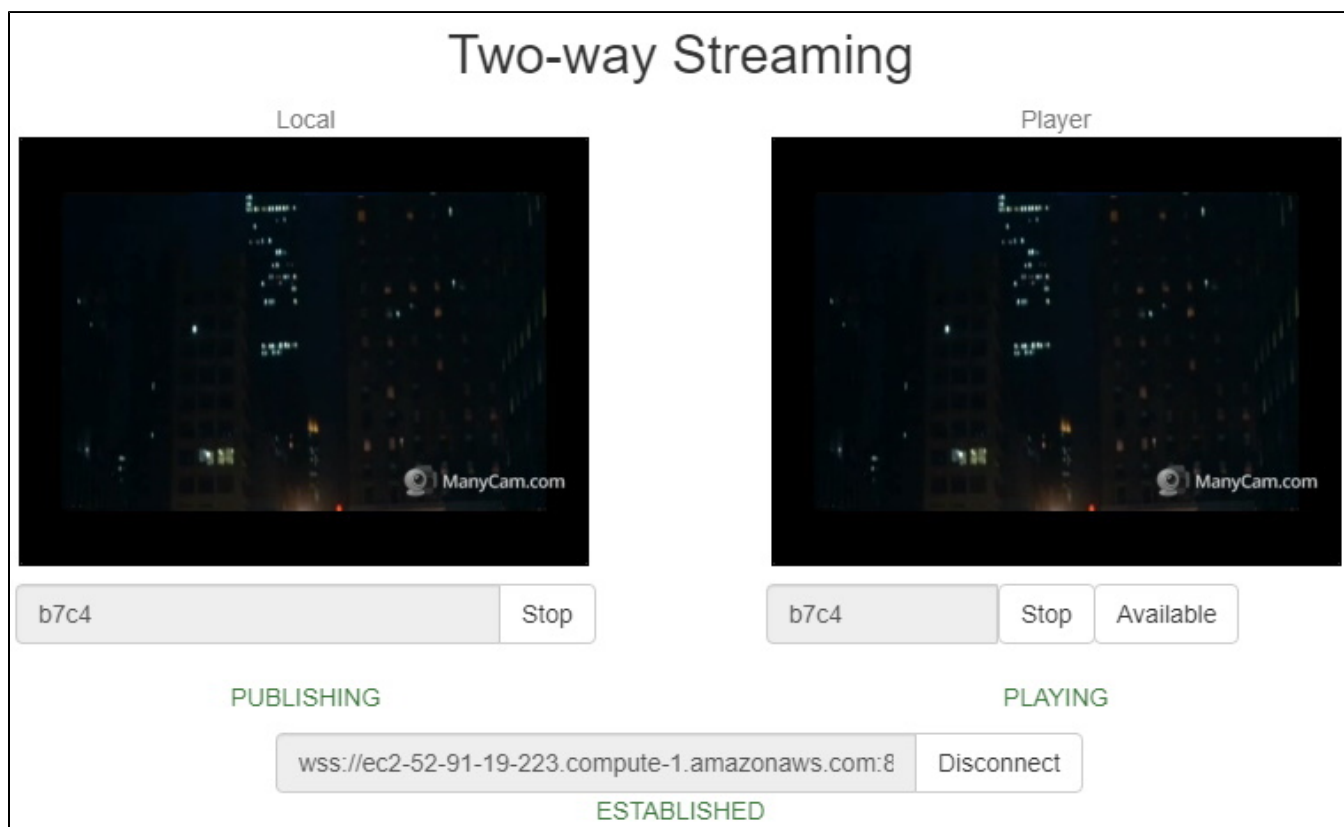 Two-way Streaming
Local Player
ManyCam.com ManyCam.com
b7c4 Stop b7c4 Stop Available
PUBLISHING PLAYING
wss://ec2-52-91-19-223.compute-1.amazonaws.com:8 Disconnect
ESTABLISHED